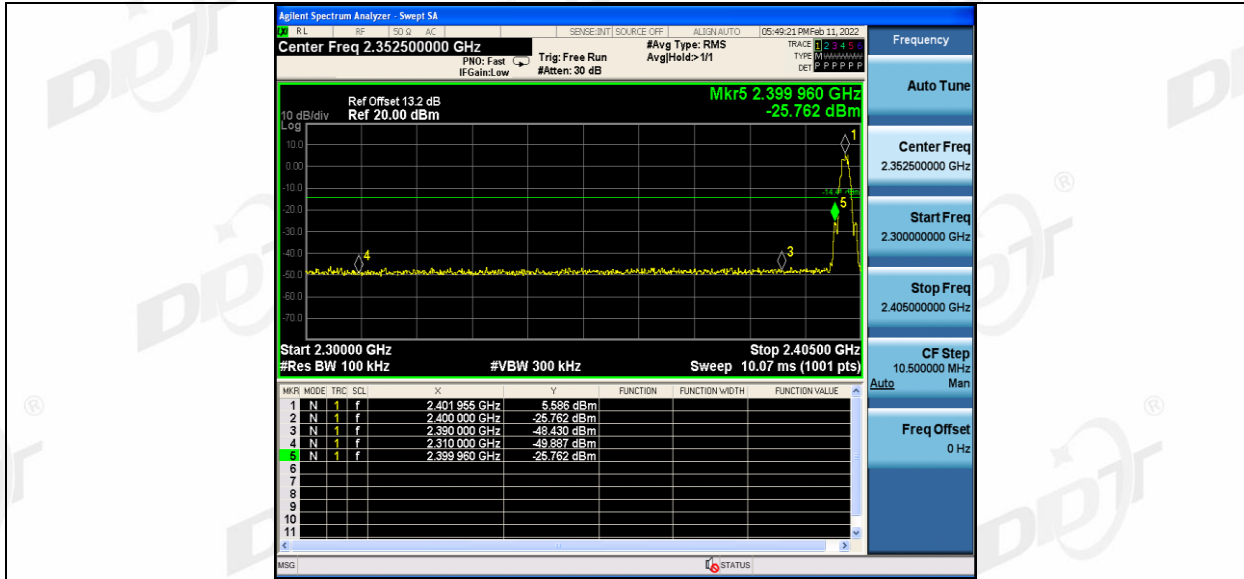 Agilent Spectrum Analyzer - Swept SA
RL RF 50 Ω AC SENSE:INT SOURCE OFF ALIGN AUTO 05:49:21 PM Feb 11, 2022
Center Freq 2.352500000 GHz
PNO: Fast
IFGain:Low
Trig: Free Run
#Atten: 30 dB
#Avg Type: RMS
Avg|Hold:>1/1
TRACE 1 2 3 4 5 6
TYPE M
DET P P P P P P
Frequency
Mkr5 2.399 960 GHz
-25.762 dBm
Ref Offset 13.2 dB
10 dB/div Ref 20.00 dBm
Log
10.0
0.00
-10.0
-20.0
-30.0
-40.0
-50.0
-60.0
-70.0
1
5
3
4
Start 2.30000 GHz Stop 2.40500 GHz
#Res BW 100 kHz #VBW 300 kHz Sweep 10.07 ms (1001 pts)
MKR MODE TRC SCL X Y FUNCTION FUNCTION WIDTH FUNCTION VALUE
1 N 1 f 2.401 955 GHz 5.586 dBm
2 N 1 f 2.400 000 GHz -25.762 dBm
3 N 1 f 2.390 000 GHz -48.430 dBm
4 N 1 f 2.310 000 GHz -49.887 dBm
5 N 1 f 2.399 960 GHz -25.762 dBm
6
7
8
9
10
11
MSG STATUS
Auto Tune
Center Freq
2.352500000 GHz
Start Freq
2.300000000 GHz
Stop Freq
2.405000000 GHz
CF Step
10.500000 MHz
Auto Man
Freq Offset
0 Hz
DDT
®